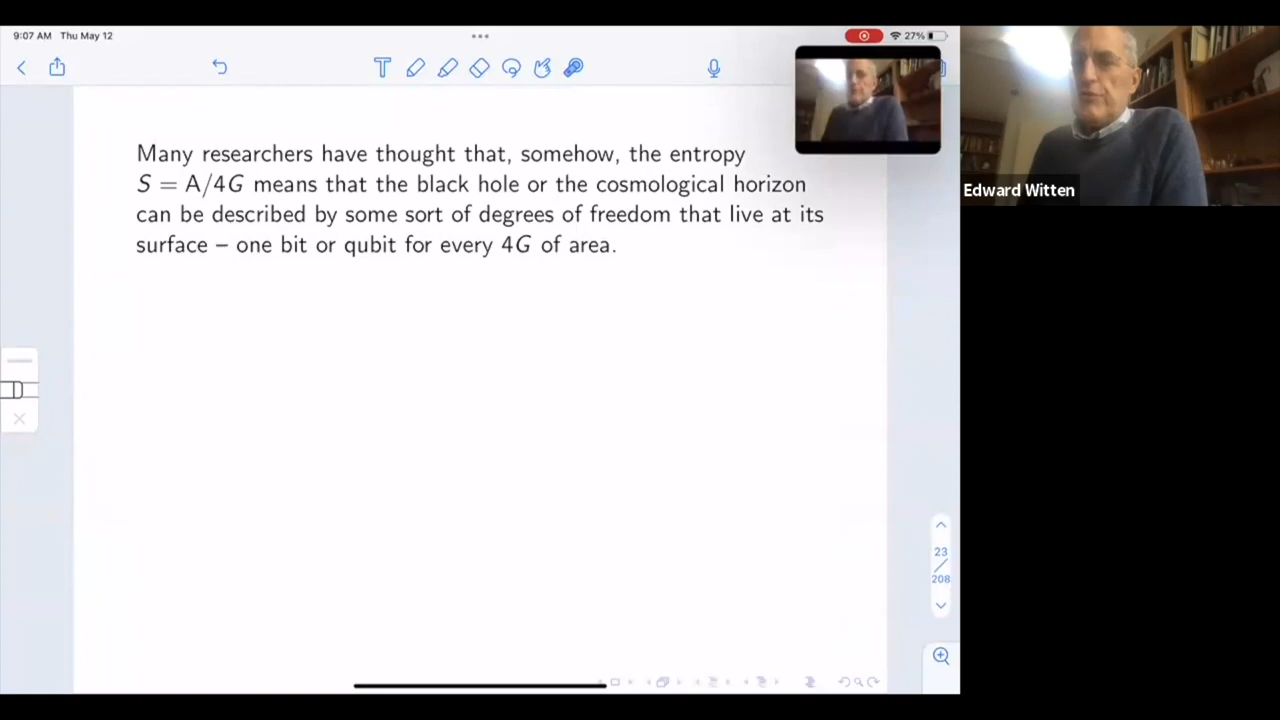 9:07 AM Thu May 12
27%
Many researchers have thought that, somehow, the entropy
S = A/4G means that the black hole or the cosmological horizon
can be described by some sort of degrees of freedom that live at its
surface – one bit or qubit for every 4G of area.
Edward Witten
23
/
208